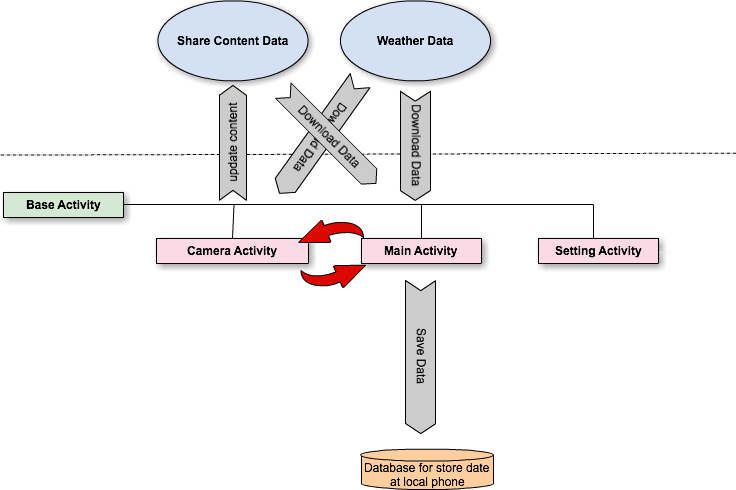 Share Content Data
Weather Data
update content
Download Data
Dow d Data
Download Data
Base Activity
Camera Activity
Main Activity
Setting Activity
Save Data
Database for store date
at local phone